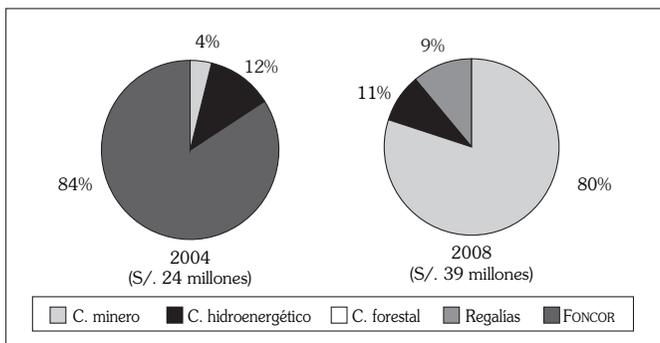 4%
12%
84%
2004
(S/. 24 millones)
9%
11%
80%
2008
(S/. 39 millones)
C. minero C. hidroenergético C. forestal Regalías FONCOR